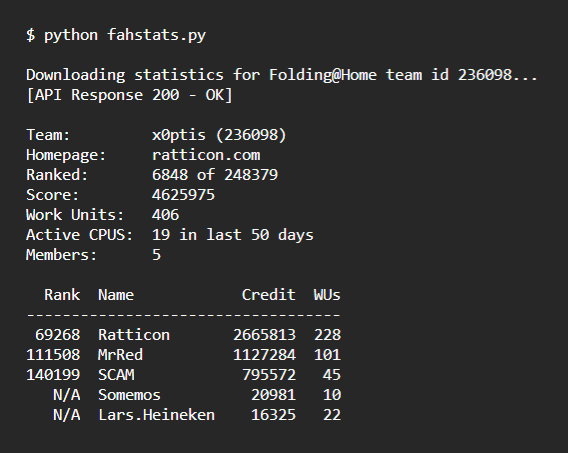 $ python fahstats.py
Downloading statistics for Folding@Home team id 236098...
[API Response 200 - OK]
Team: x0ptis (236098)
Homepage: ratticon.com
Ranked: 6848 of 248379
Score: 4625975
Work Units: 406
Active CPUS: 19 in last 50 days
Members: 5
Rank Name Credit WUs
-----------------------------------
69268 Ratticon 2665813 228
111508 MrRed 1127284 101
140199 SCAM 795572 45
N/A Somemos 20981 10
N/A Lars.Heineken 16325 22